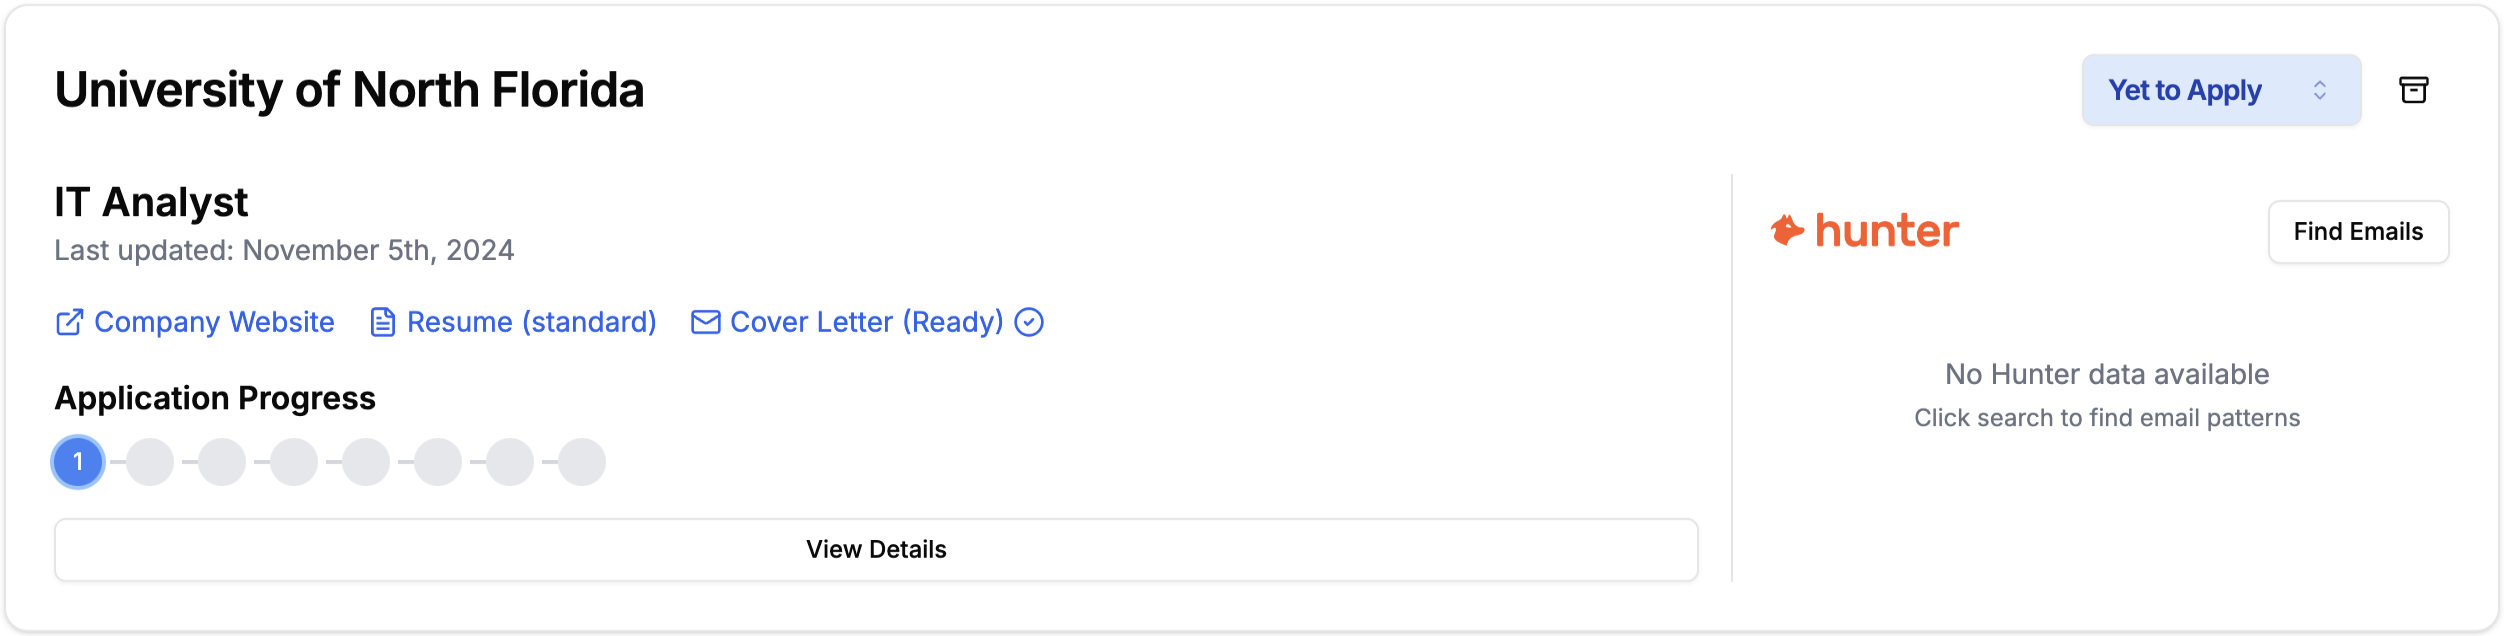 University of North Florida
Yet to Apply
IT Analyst
Last updated: November 5th, 2024
Company Website Resume (standard) Cover Letter (Ready)
Application Progress
1
View Details
hunter
Find Emails
No Hunter data available
Click search to find email patterns